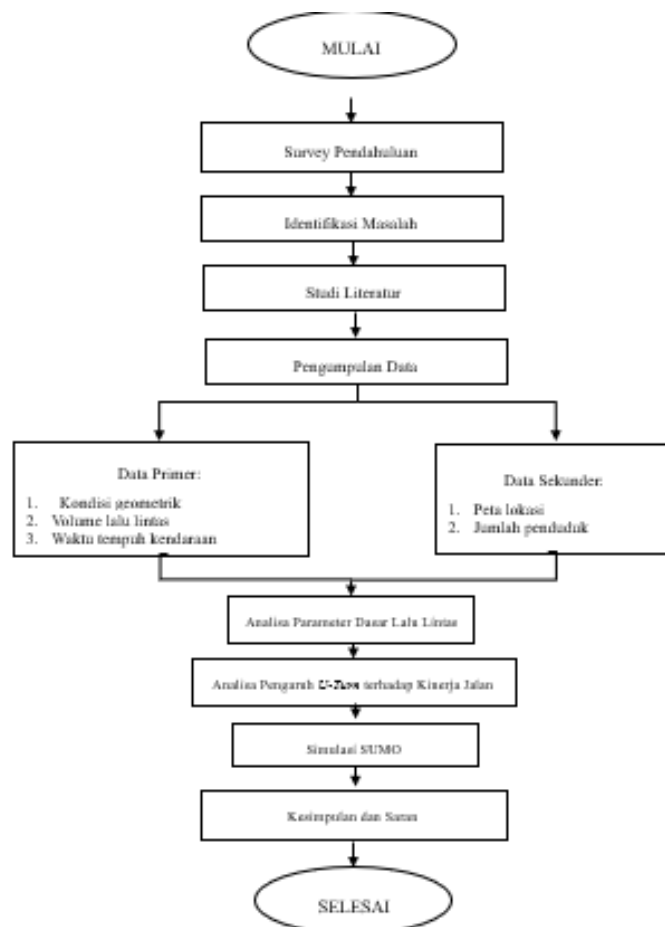 MULAI
Survey Pendahuluan
Identifikasi Masalah
Studi Literatur
Pengumpulan Data
Data Primer:
1. Kondisi geometrik
2. Volume lalu lintas
3. Waktu tempuh kendaraan
Data Sekunder:
1. Peta lokasi
2. Jumlah penduduk
Analisa Parameter Dasar Lalu Lintas
Analisa Pengaruh U-Turn terhadap Kinerja Jalan
Simulasi SUMO
Kesimpulan dan Saran
SELESAI